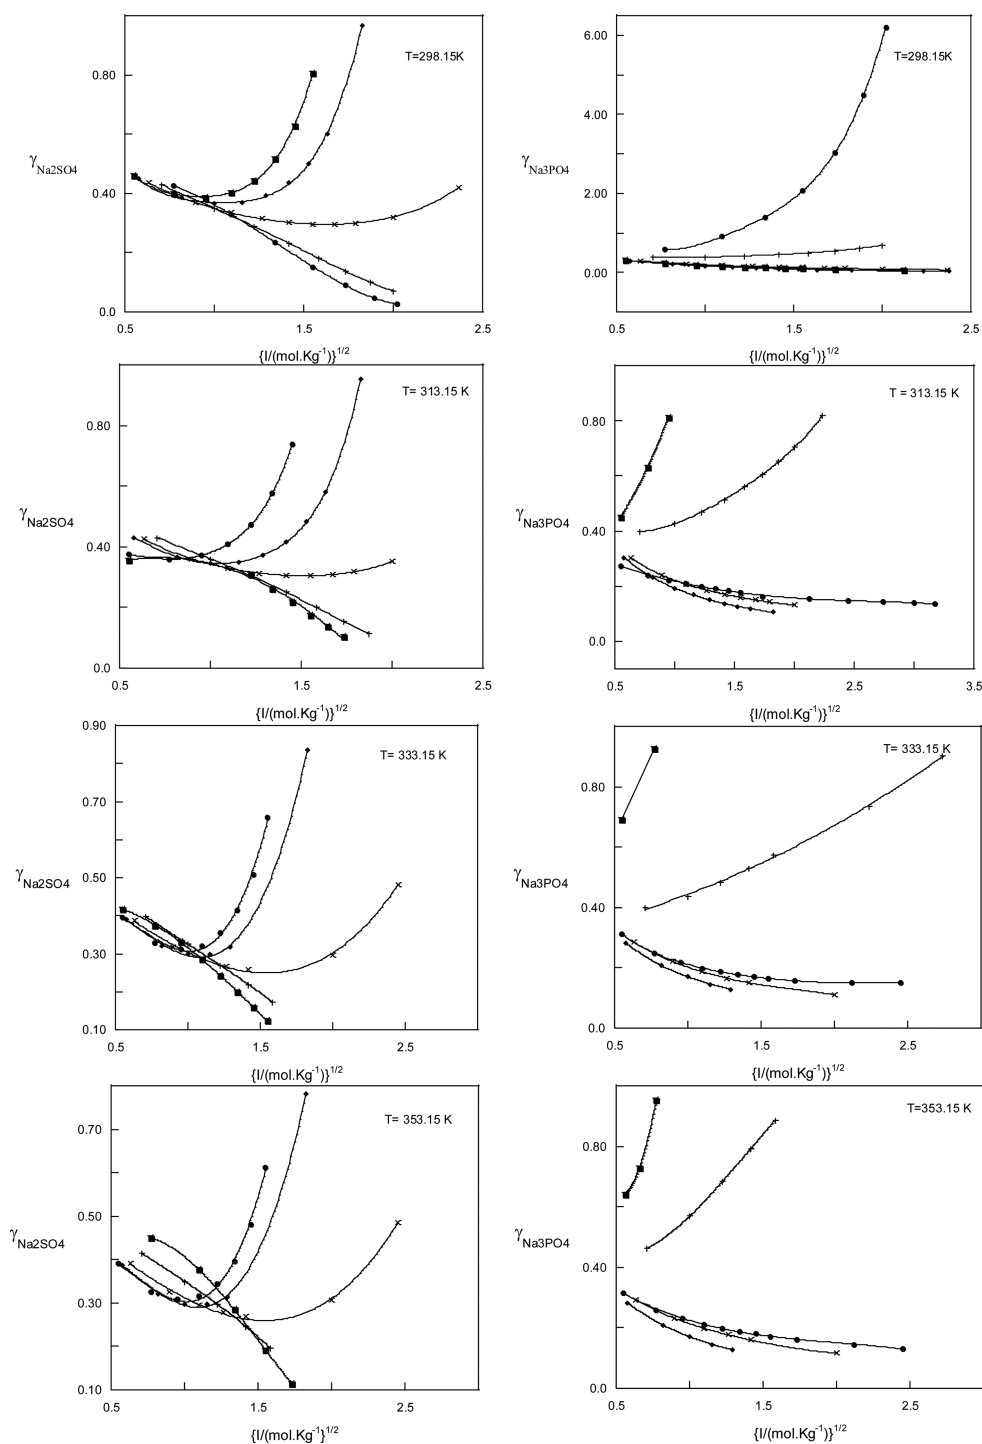 T=298.15K
0.80
γNa2SO4
0.40
0.0
0.5
1.5
2.5
{I/(mol.Kg-1)}1/2
T=298.15K
6.00
4.00
γNa3PO4
2.00
0.00
0.5
1.5
2.5
{I/(mol.Kg-1)}1/2
T= 313.15 K
0.80
γNa2SO4
0.40
0.0
0.5
1.5
2.5
{I/(mol.Kg-1)}1/2
T = 313.15 K
0.80
γNa3PO4
0.40
0.0
0.5
1.5
2.5
3.5
{I/(mol.Kg-1)}1/2
0.90
T= 333.15 K
0.70
γNa2SO4
0.50
0.30
0.10
0.5
1.5
2.5
{I/(mol.Kg-1)}1/2
T= 333.15 K
0.80
γNa3PO4
0.40
0.0
0.5
1.5
2.5
{I/(mol.Kg-1)}1/2
T= 353.15 K
0.70
γNa2SO4
0.50
0.30
0.10
0.5
1.5
2.5
{I/(mol.Kg-1)}1/2
T=353.15 K
0.80
γNa3PO4
0.40
0.0
0.5
1.5
2.5
{I/(mol.Kg-1)}1/2